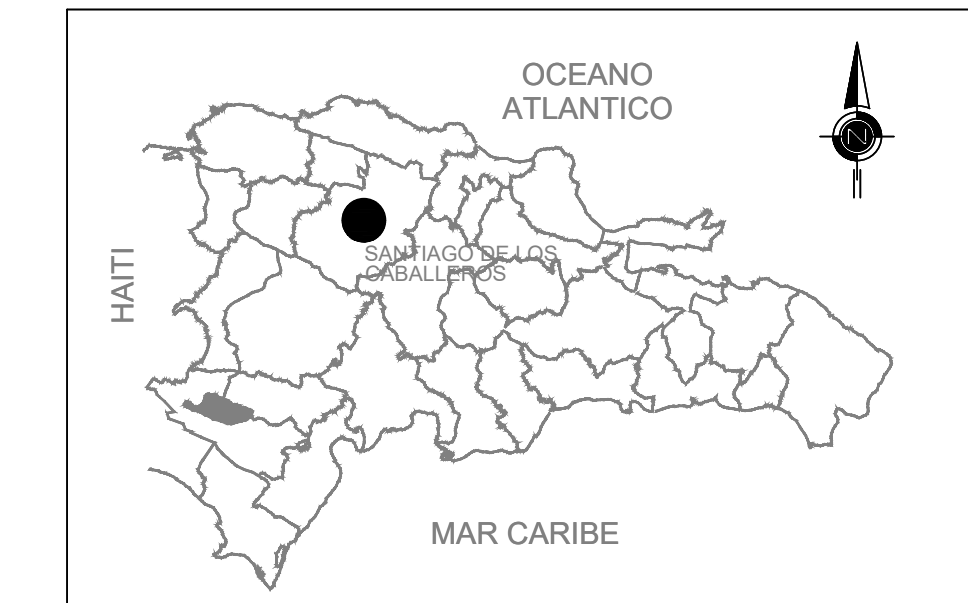 OCEANO
ATLANTICO
N
SANTIAGO DE LOS
CABALLEROS
HAITI
MAR CARIBE